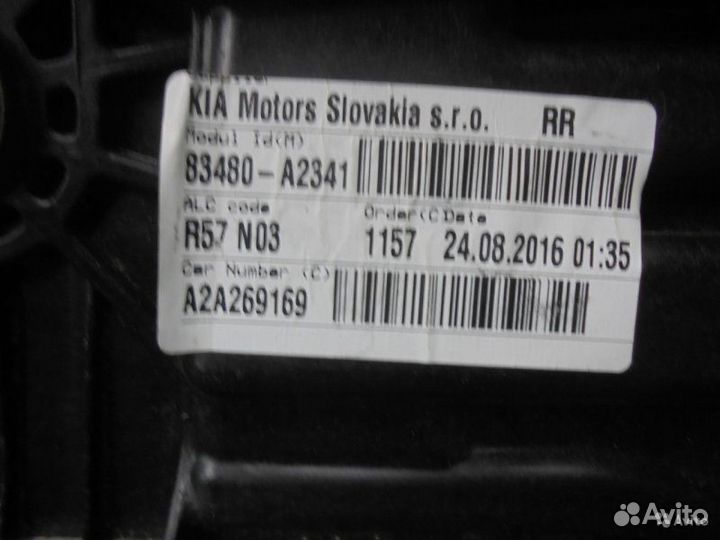 KIA Motors Slovakia s.r.o. RR
Modul Id(M)
83480-A2341
ALC code Order(C Date
R57 N03 1157 24.08.2016 01:35
Car Number (C)
A2A269169
Avito
Avito